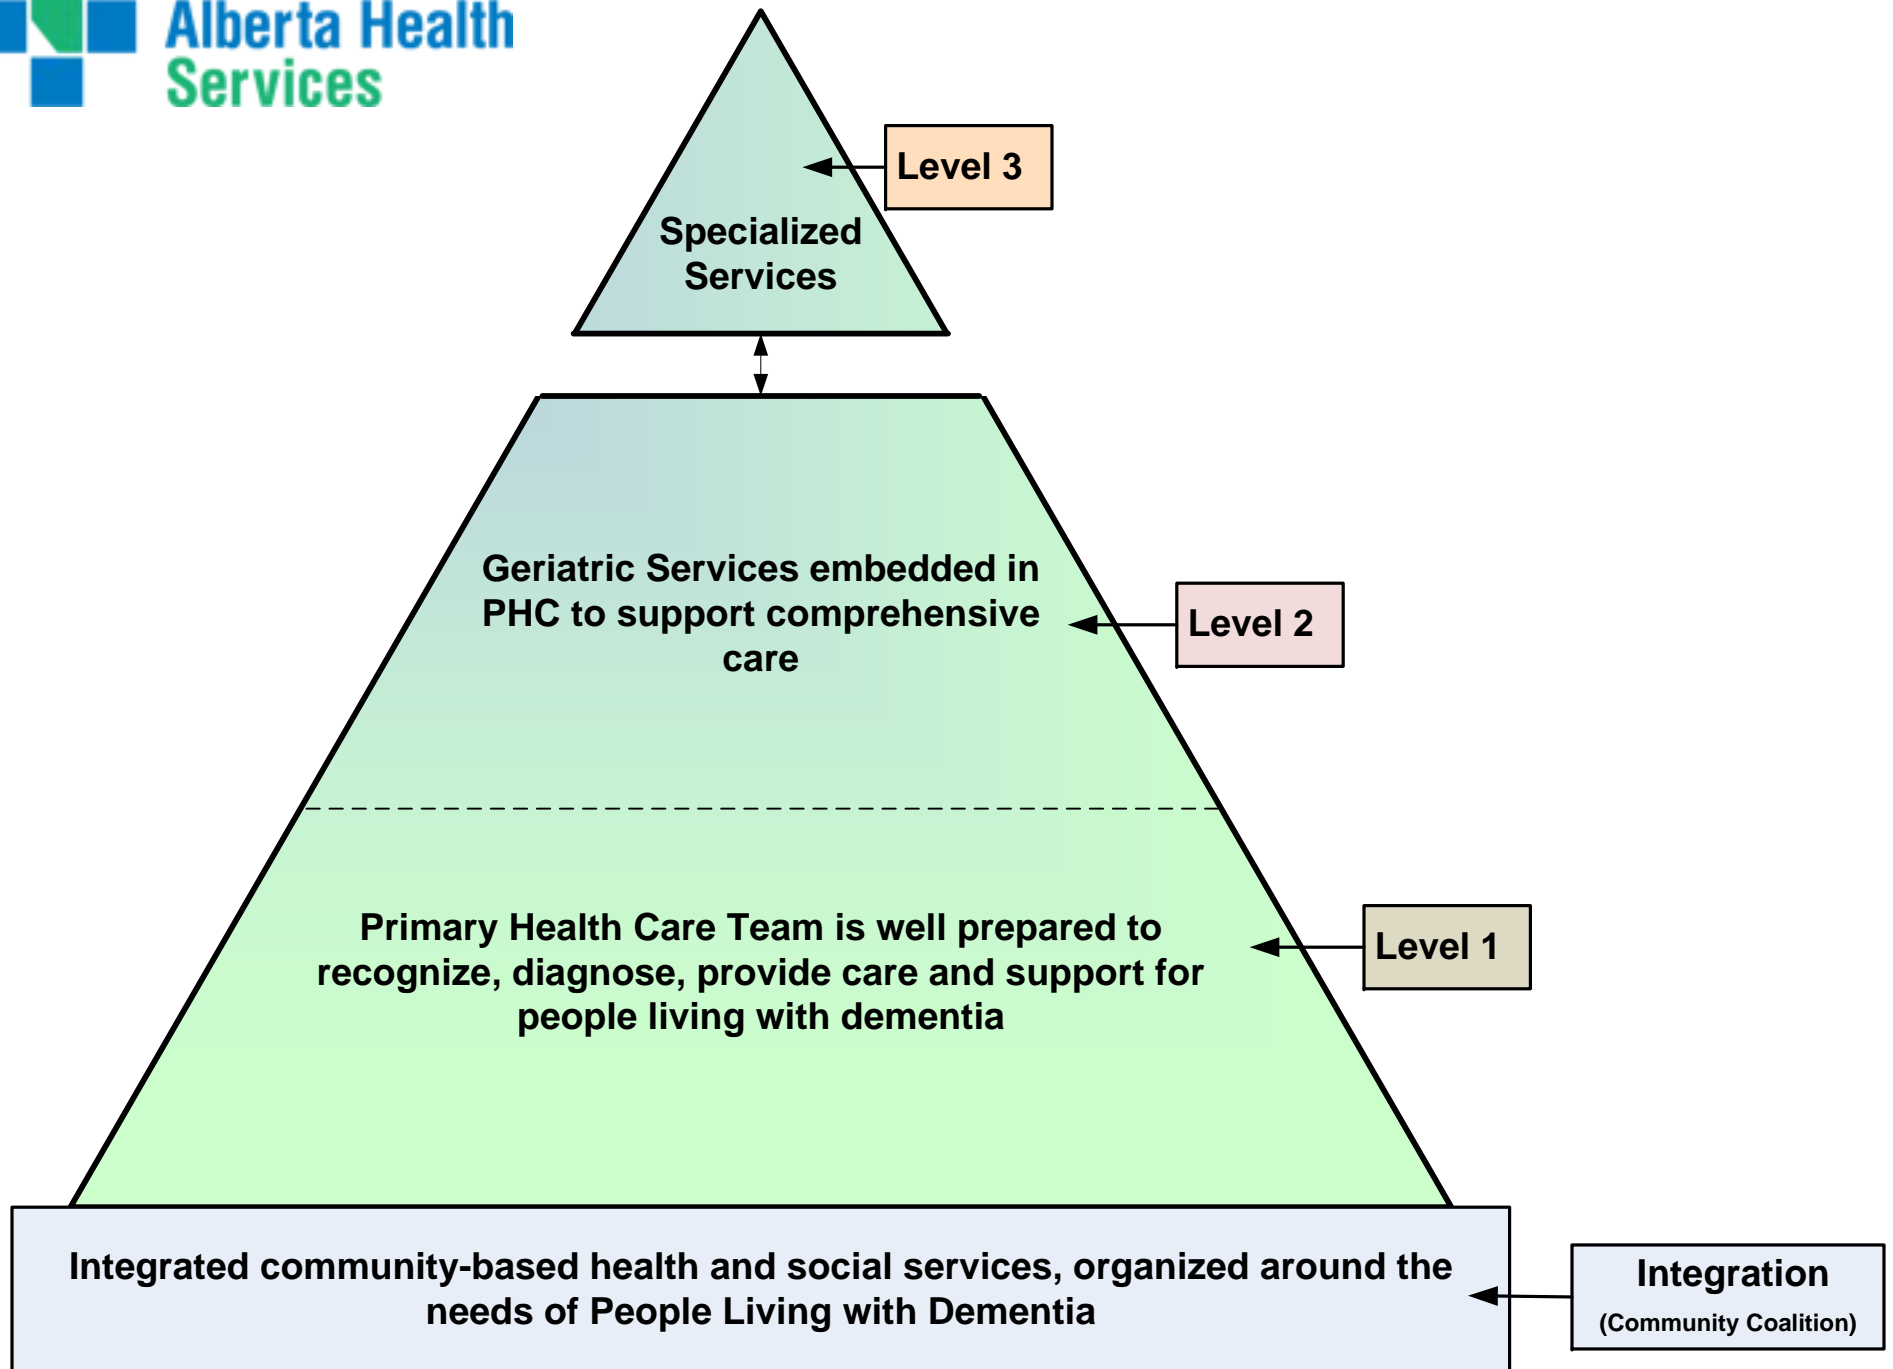 Alberta Health
Services
Level 3
Specialized
Services
Geriatric Services embedded in
PHC to support comprehensive
care
Level 2
Primary Health Care Team is well prepared to
recognize, diagnose, provide care and support for
people living with dementia
Level 1
Integrated community-based health and social services, organized around the
needs of People Living with Dementia
Integration
(Community Coalition)